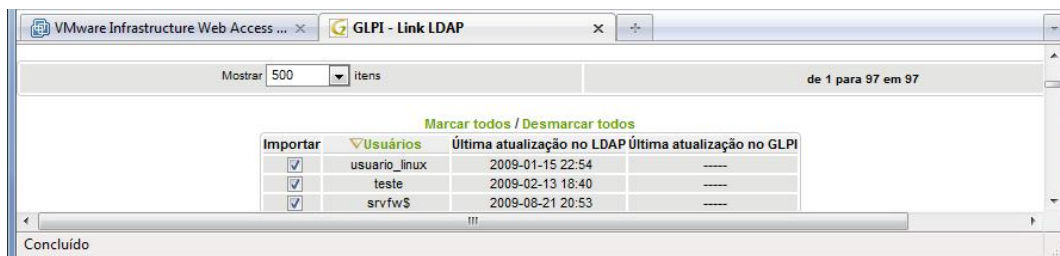 VMware Infrastructure Web Access ...
GLPI - Link LDAP
Mostrar 500 itens
de 1 para 97 em 97
Marcar todos / Desmarcar todos
Importar Usuários Última atualização no LDAP Última atualização no GLPI
usuario_linux 2009-01-15 22:54 -----
teste 2009-02-13 18:40 -----
srvfw$ 2009-08-21 20:53 -----
Concluído